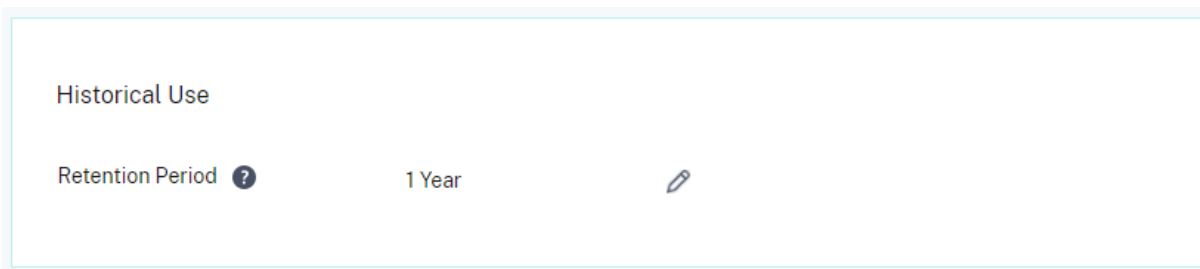 Historical Use
Retention Period ? 1 Year